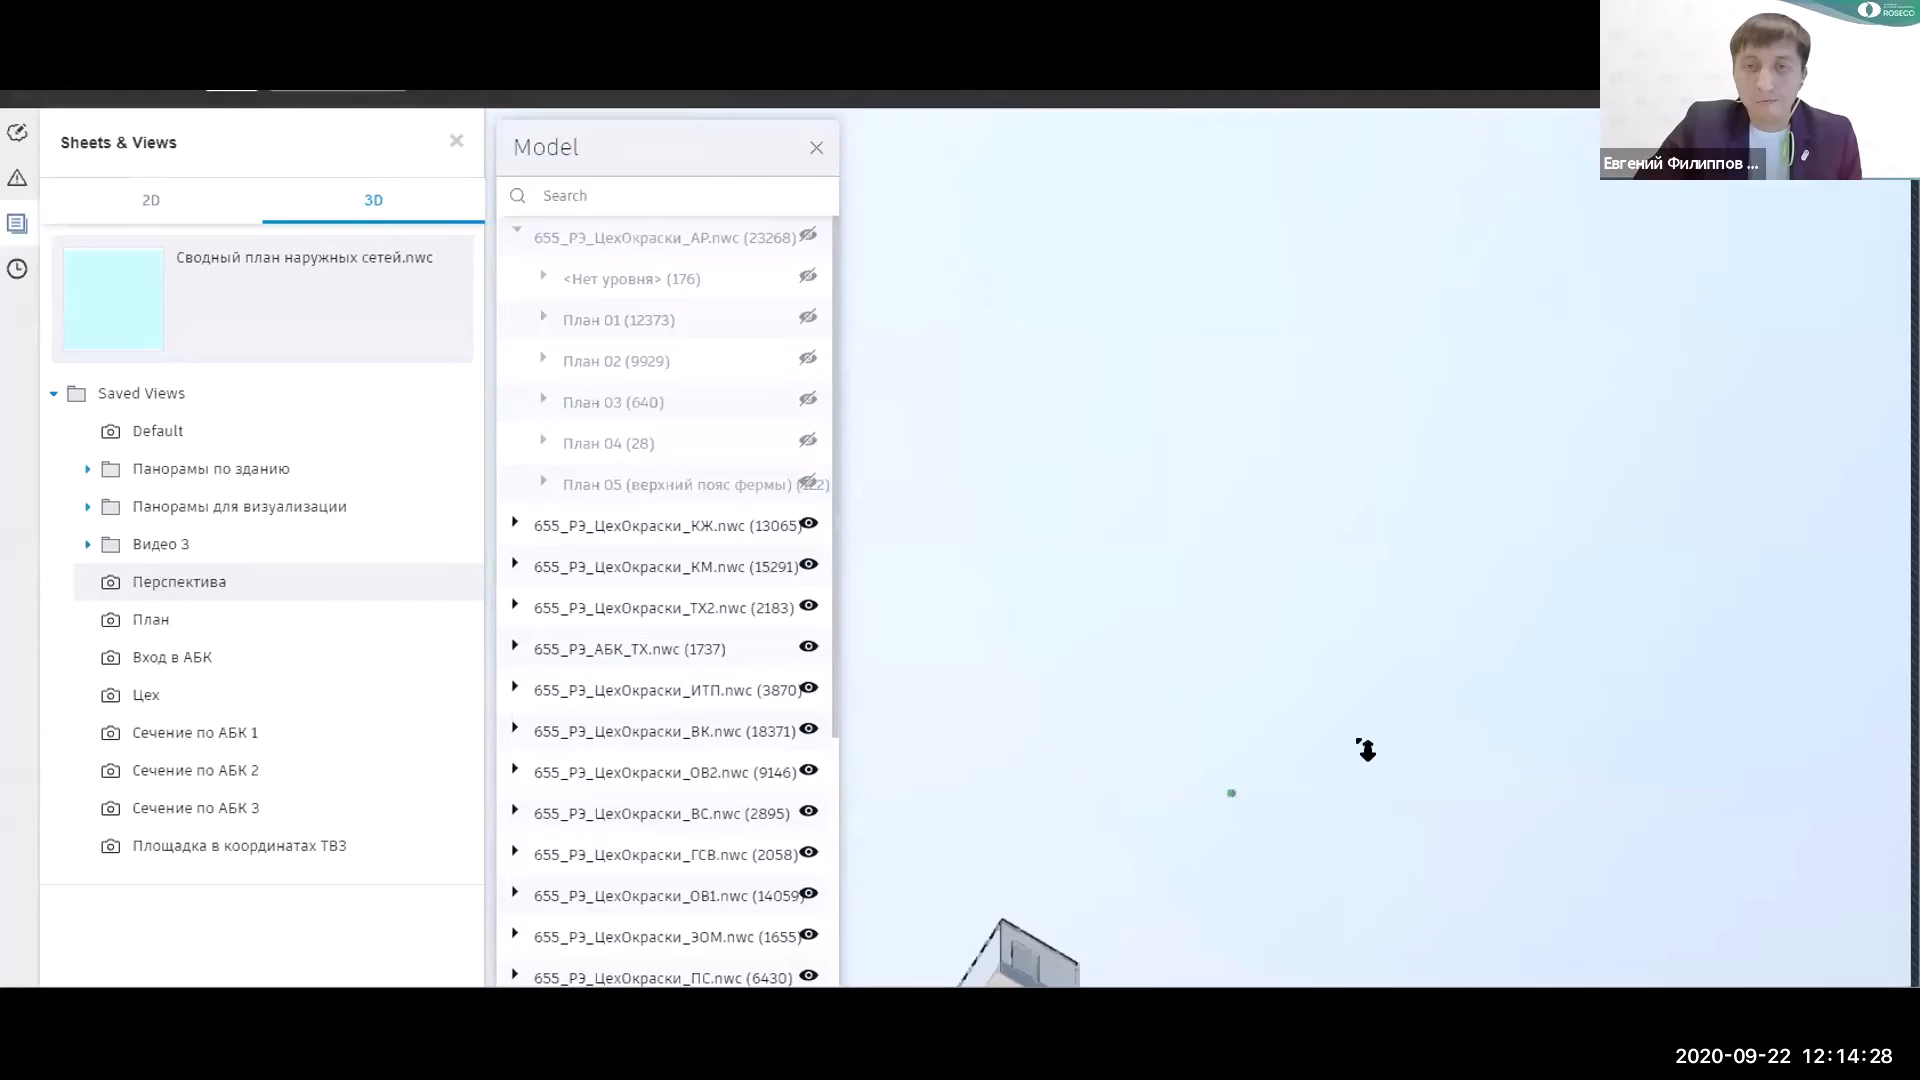 ROSECO
Евгений Филиппов ...
Sheets & Views
2D
3D
Сводный план наружных сетей.nwc
Saved Views
Default
Панорамы по зданию
Панорамы для визуализации
Видео 3
Перспектива
План
Вход в АБК
Цех
Сечение по АБК 1
Сечение по АБК 2
Сечение по АБК 3
Площадка в координатах ТВЗ
Model
Search
655_РЭ_ЦехОкраски_АР.nwc (23268)
<Нет уровня> (176)
План 01 (12373)
План 02 (9929)
План 03 (640)
План 04 (28)
План 05 (верхний пояс фермы)
655_РЭ_ЦехОкраски_КЖ.nwc (13065)
655_РЭ_ЦехОкраски_КМ.nwc (15291)
655_РЭ_ЦехОкраски_ТХ2.nwc (2183)
655_РЭ_АБК_ТХ.nwc (1737)
655_РЭ_ЦехОкраски_ИТП.nwc (3870)
655_РЭ_ЦехОкраски_ВК.nwc (18371)
655_РЭ_ЦехОкраски_ОВ2.nwc (9146)
655_РЭ_ЦехОкраски_ВС.nwc (2895)
655_РЭ_ЦехОкраски_ГСВ.nwc (2058)
655_РЭ_ЦехОкраски_ОВ1.nwc (14059)
655_РЭ_ЦехОкраски_ЭОМ.nwc (1655)
655_РЭ_ЦехОкраски_ПС.nwc (6430)
2020-09-22 12:14:28